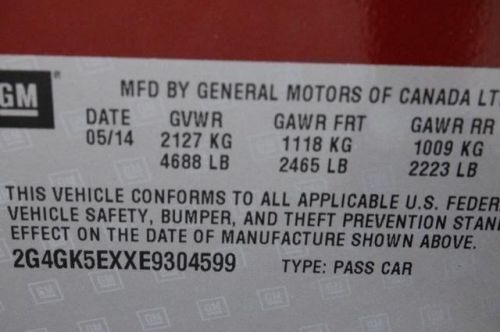 GM® MFD BY GENERAL MOTORS OF CANADA LT
DATE GVWR GAWR FRT GAWR RR
05/14 2127 KG 1118 KG 1009 KG
4688 LB 2465 LB 2223 LB
THIS VEHICLE CONFORMS TO ALL APPLICABLE U.S. FEDER
VEHICLE SAFETY, BUMPER, AND THEFT PREVENTION STAN
EFFECT ON THE DATE OF MANUFACTURE SHOWN ABOVE.
2G4GK5EXXE9304599 TYPE: PASS CAR